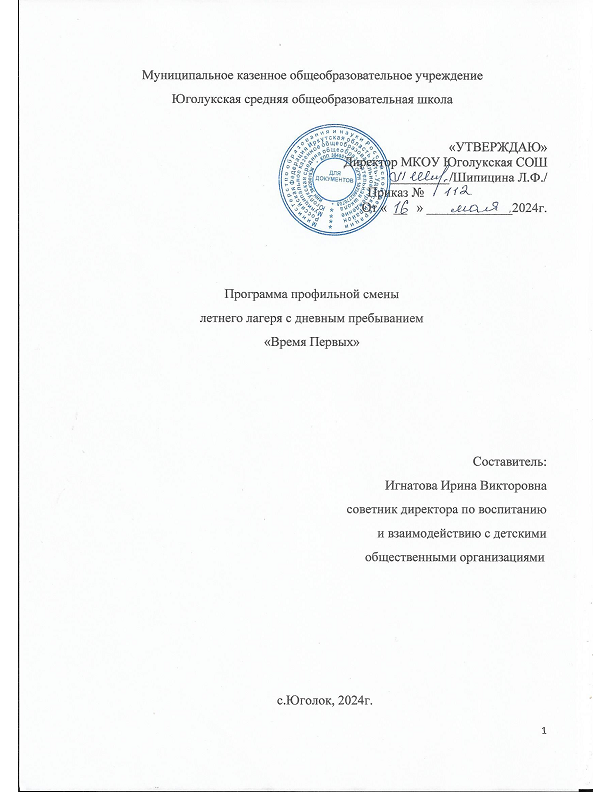 Муниципальное казенное общеобразовательное учреждение
Юголукская средняя общеобразовательная школа
«УТВЕРЖДАЮ»
Директор МКОУ Юголукская СОШ
/Шипицина Л.Ф./
Приказ № 112
От « 16 » мая 2024г.
ДЛЯ
ДОКУМЕНТОВ
Программа профильной смены
летнего лагеря с дневным пребыванием
«Время Первых»
Составитель:
Игнатова Ирина Викторовна
советник директора по воспитанию
и взаимодействию с детскими
общественными организациями
с.Юголок, 2024г.
1